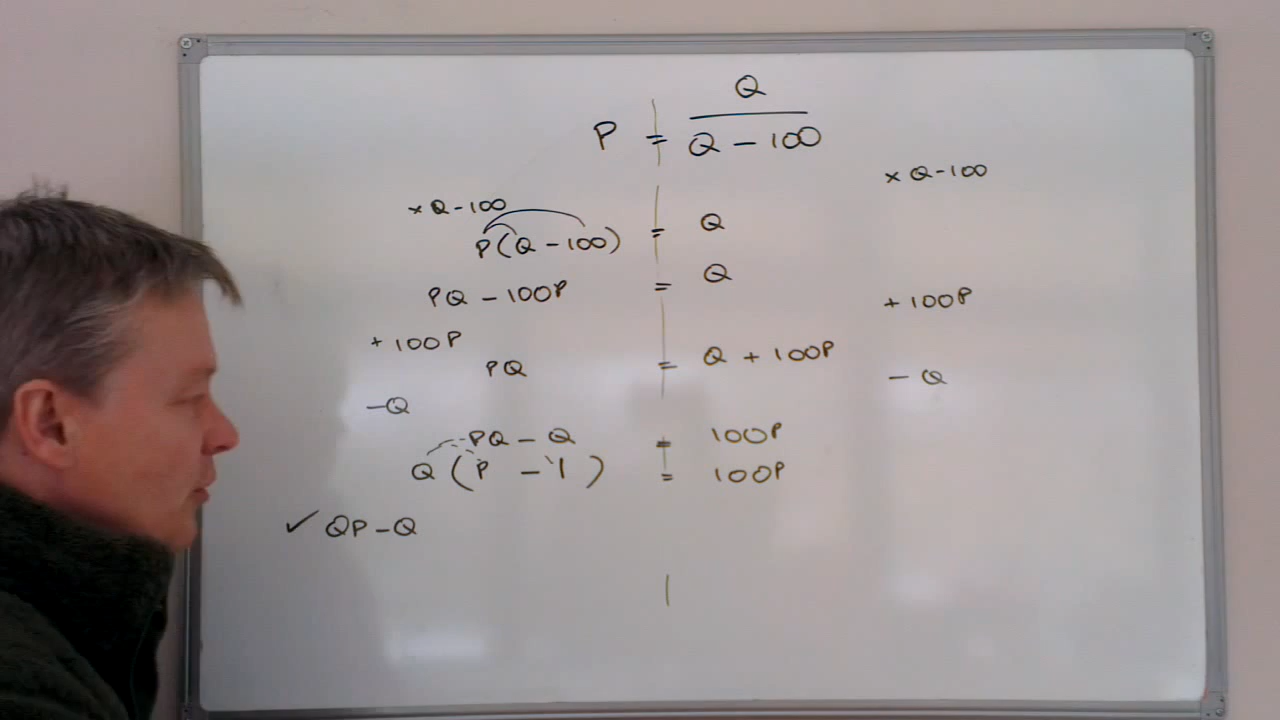 Q
P = Q - 100
× Q - 100
× Q - 100
P(Q - 100) = Q
PQ - 100P = Q
+ 100P
+ 100P
PQ = Q + 100P
- Q
- Q
PQ - Q = 100P
Q(P - 1) = 100P
✓ QP - Q